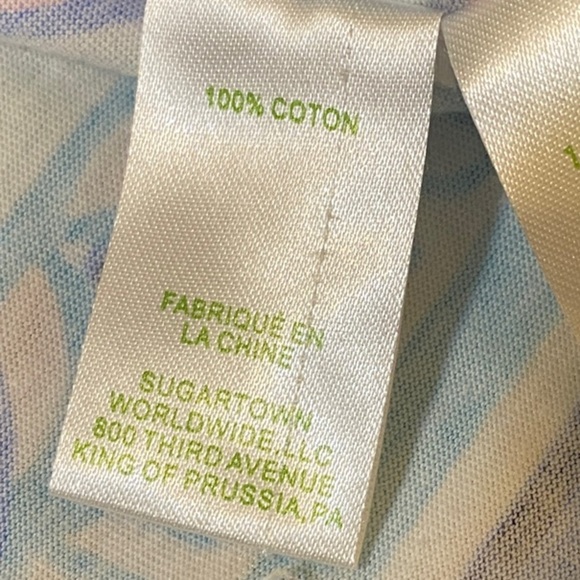 100% COTON
FABRIQUÉ EN
LA CHINE
SUGARTOWN
WORLDWIDE, LLC
800 THIRD AVENUE
KING OF PRUSSIA, PA